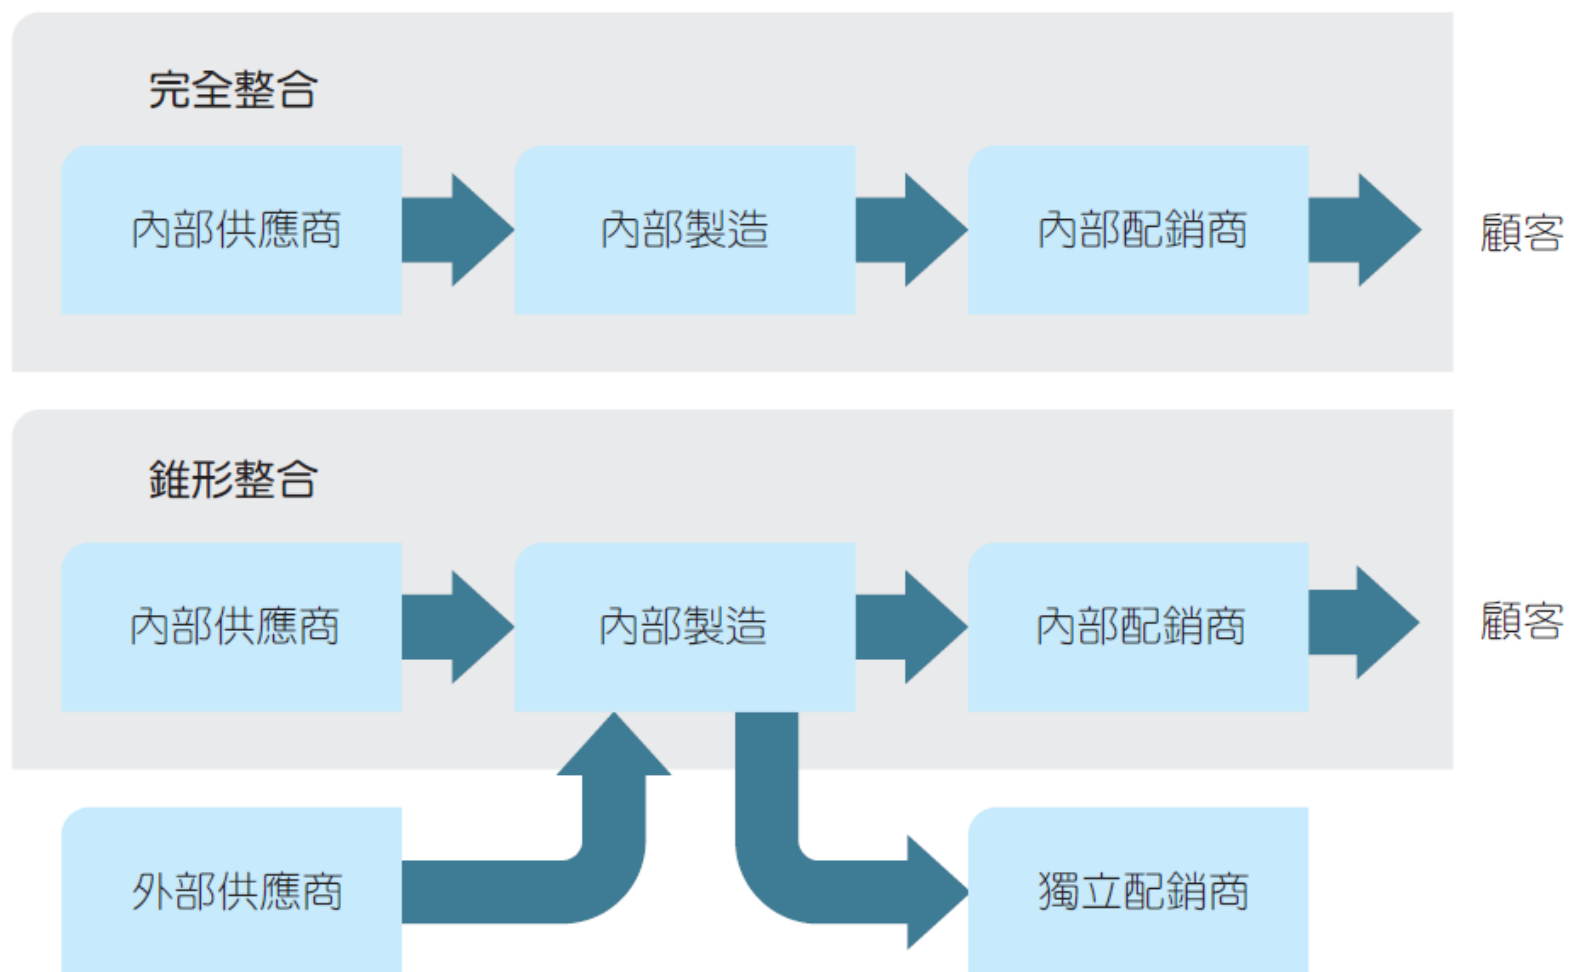 完全整合
內部供應商
內部製造
內部配銷商
顧客
錐形整合
內部供應商
內部製造
內部配銷商
顧客
外部供應商
獨立配銷商